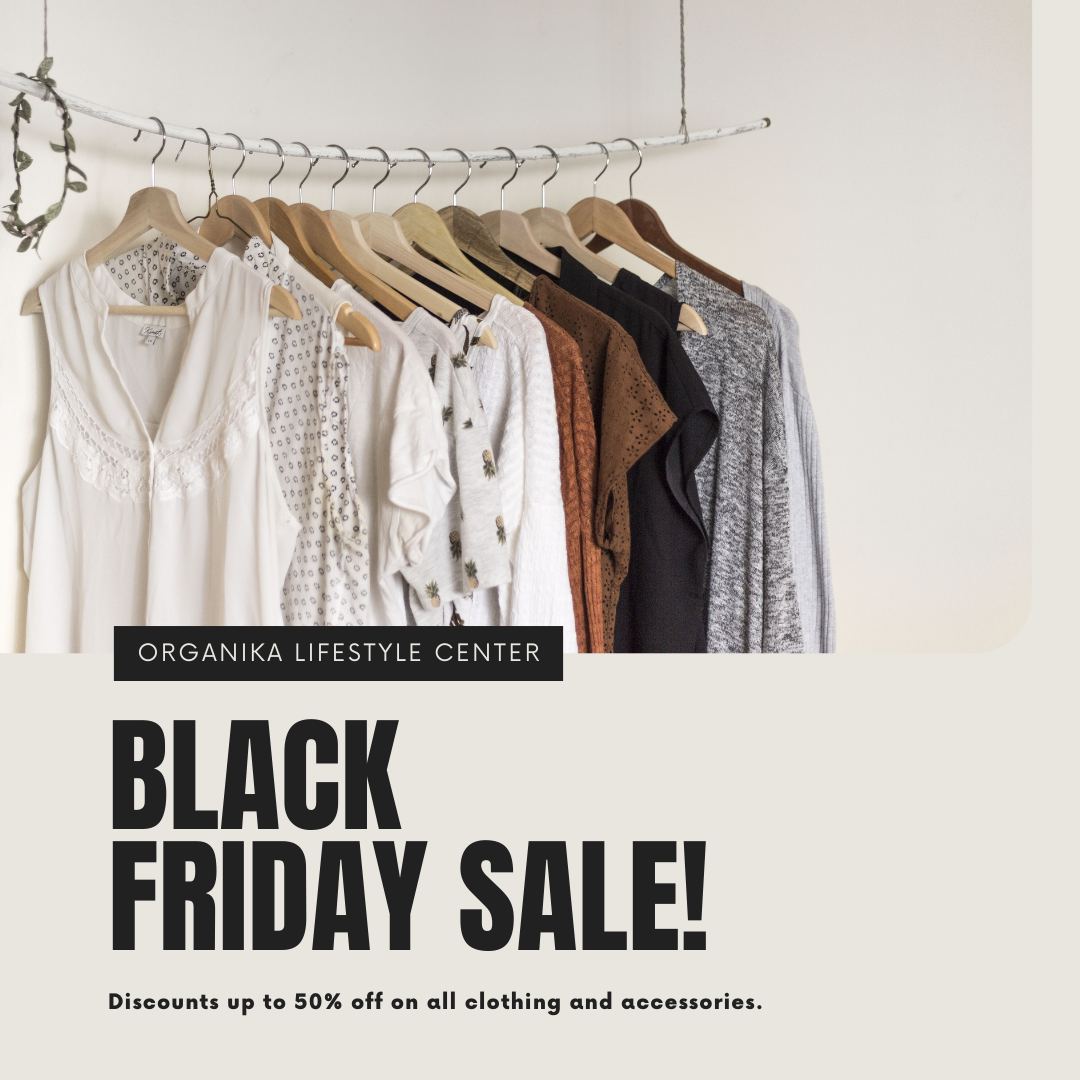 ORGANIKA LIFESTYLE CENTER
BLACK
FRIDAY SALE!
Discounts up to 50% off on all clothing and accessories.